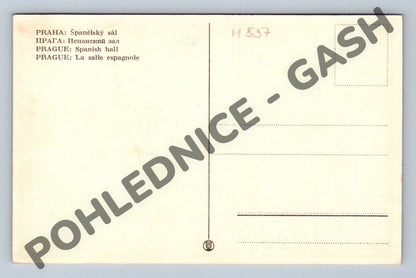 PRAHA: Španělský sál
ПРАГА: Испанский зал
PRAGUE: Spanish hall
PRAGUE: La salle espagnole
H 537
POHLEDNICE - GASH